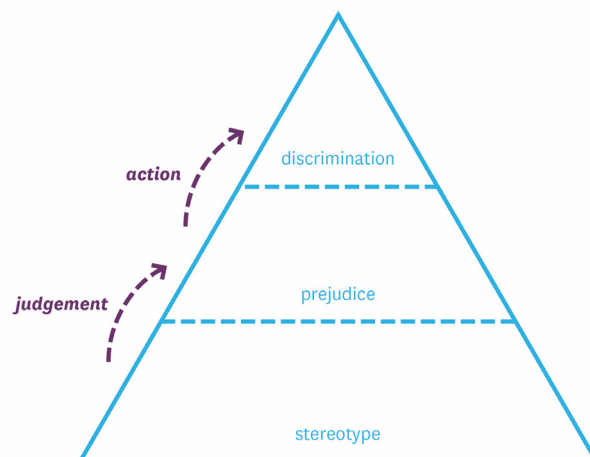 discrimination
action
prejudice
judgement
stereotype